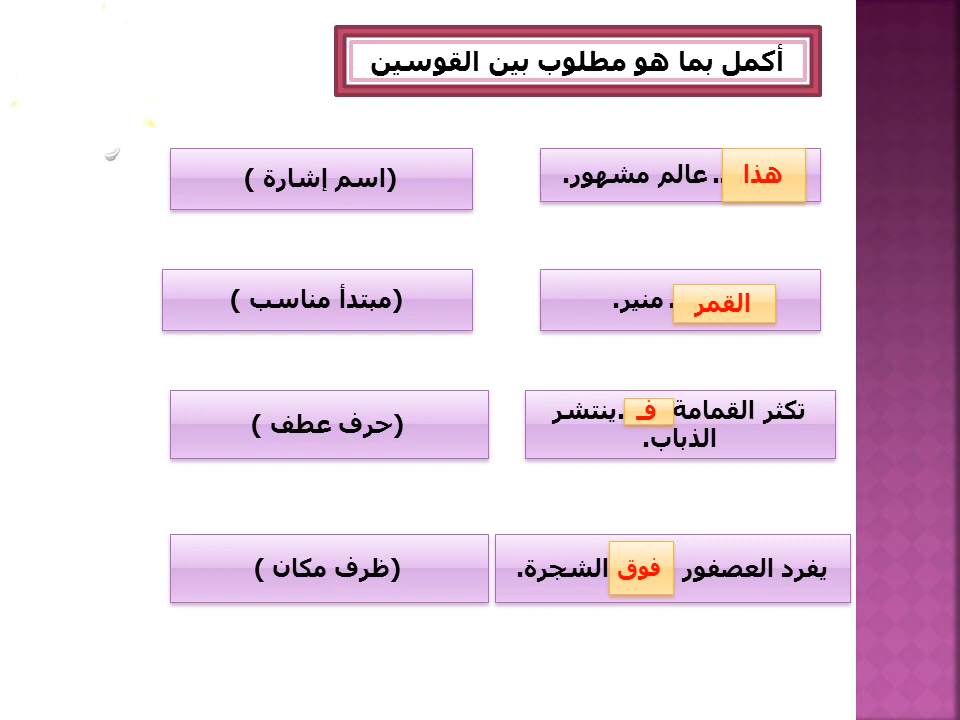 أكمل بما هو مطلوب بين القوسين
هذا .. عالم مشهور.
(اسم إشارة )
القمر . منير.
(مبتدأ مناسب )
تكثر القمامة فـ .ينتشر
الذباب.
(حرف عطف )
يفرد العصفور فوق الشجرة.
(ظرف مكان )